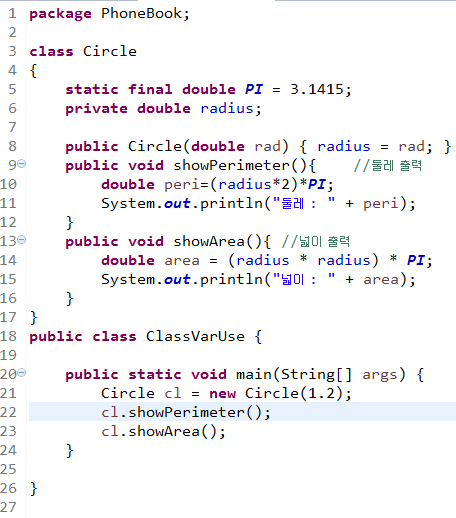 1 package PhoneBook;
2
3 class Circle
4 {
5     static final double PI = 3.1415;
6     private double radius;
7
8     public Circle(double rad) { radius = rad; }
9     public void showPerimeter(){    //둘레 출력
10         double peri=(radius*2)*PI;
11         System.out.println("둘레 : " + peri);
12     }
13     public void showArea(){ //넓이 출력
14         double area = (radius * radius) * PI;
15         System.out.println("넓이 : " + area);
16     }
17 }
18 public class ClassVarUse {
19
20     public static void main(String[] args) {
21         Circle cl = new Circle(1.2);
22         cl.showPerimeter();
23         cl.showArea();
24     }
25
26 }
27